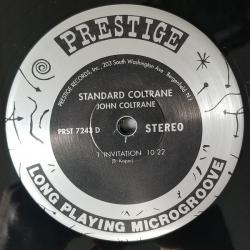 PRESTIGE
PRESTIGE RECORDS, INC., 203 South Washington Ave. Bergenfield, N.J.
STANDARD COLTRANE
JOHN COLTRANE
PRST 7243 D
STEREO
1 INVITATION 10:22
(B. Kaper)
LONG PLAYING MICROGROOVE